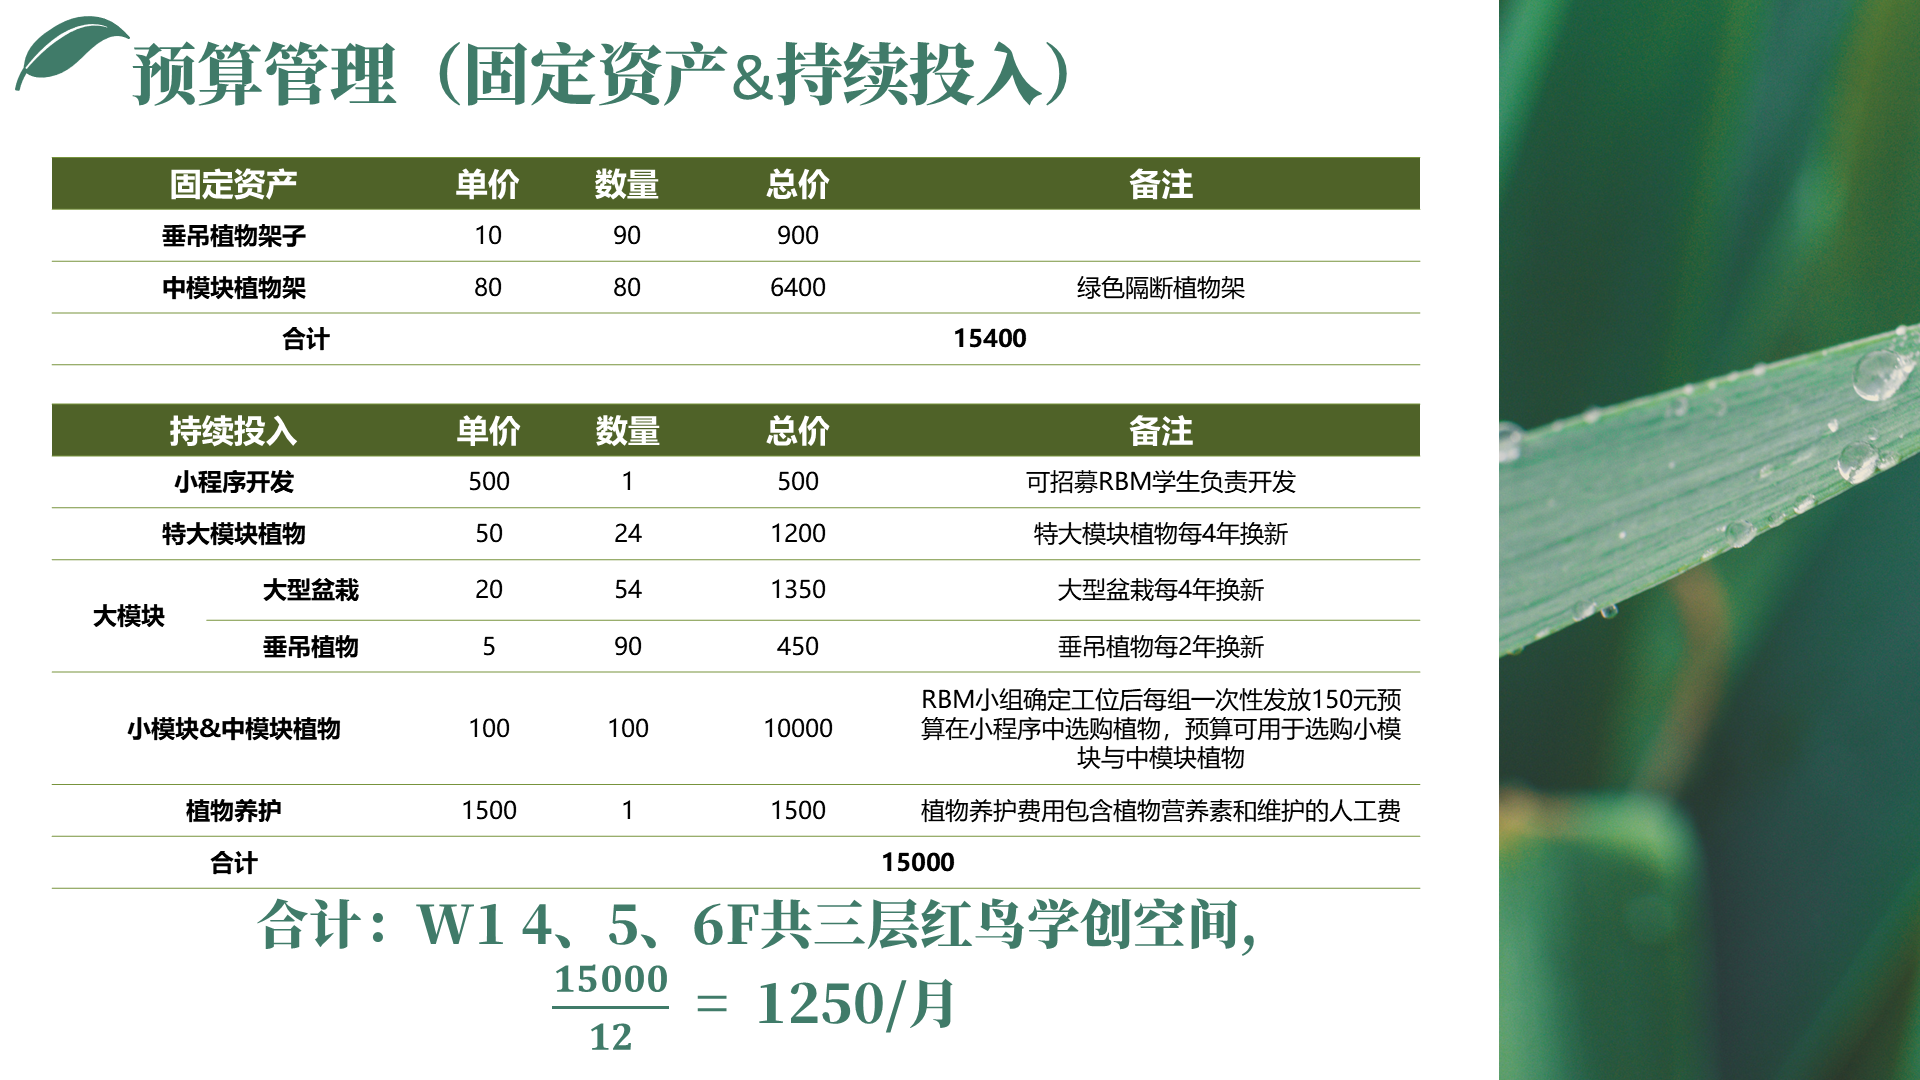 预算管理（固定资产&持续投入）
固定资产 单价 数量 总价 备注
垂吊植物架子 10 90 900
中模块植物架 80 80 6400 绿色隔断植物架
合计 15400
持续投入 单价 数量 总价 备注
小程序开发 500 1 500 可招募RBM学生负责开发
特大模块植物 50 24 1200 特大模块植物每4年换新
大模块 大型盆栽 20 54 1350 大型盆栽每4年换新
垂吊植物 5 90 450 垂吊植物每2年换新
小模块&中模块植物 100 100 10000 RBM小组确定工位后每组一次性发放150元预
算在小程序中选购植物，预算可用于选购小模
块与中模块植物
植物养护 1500 1 1500 植物养护费用包含植物营养素和维护的人工费
合计 15000
合计：W1 4、5、6F共三层红鸟学创空间，
15000
12
= 1250/月